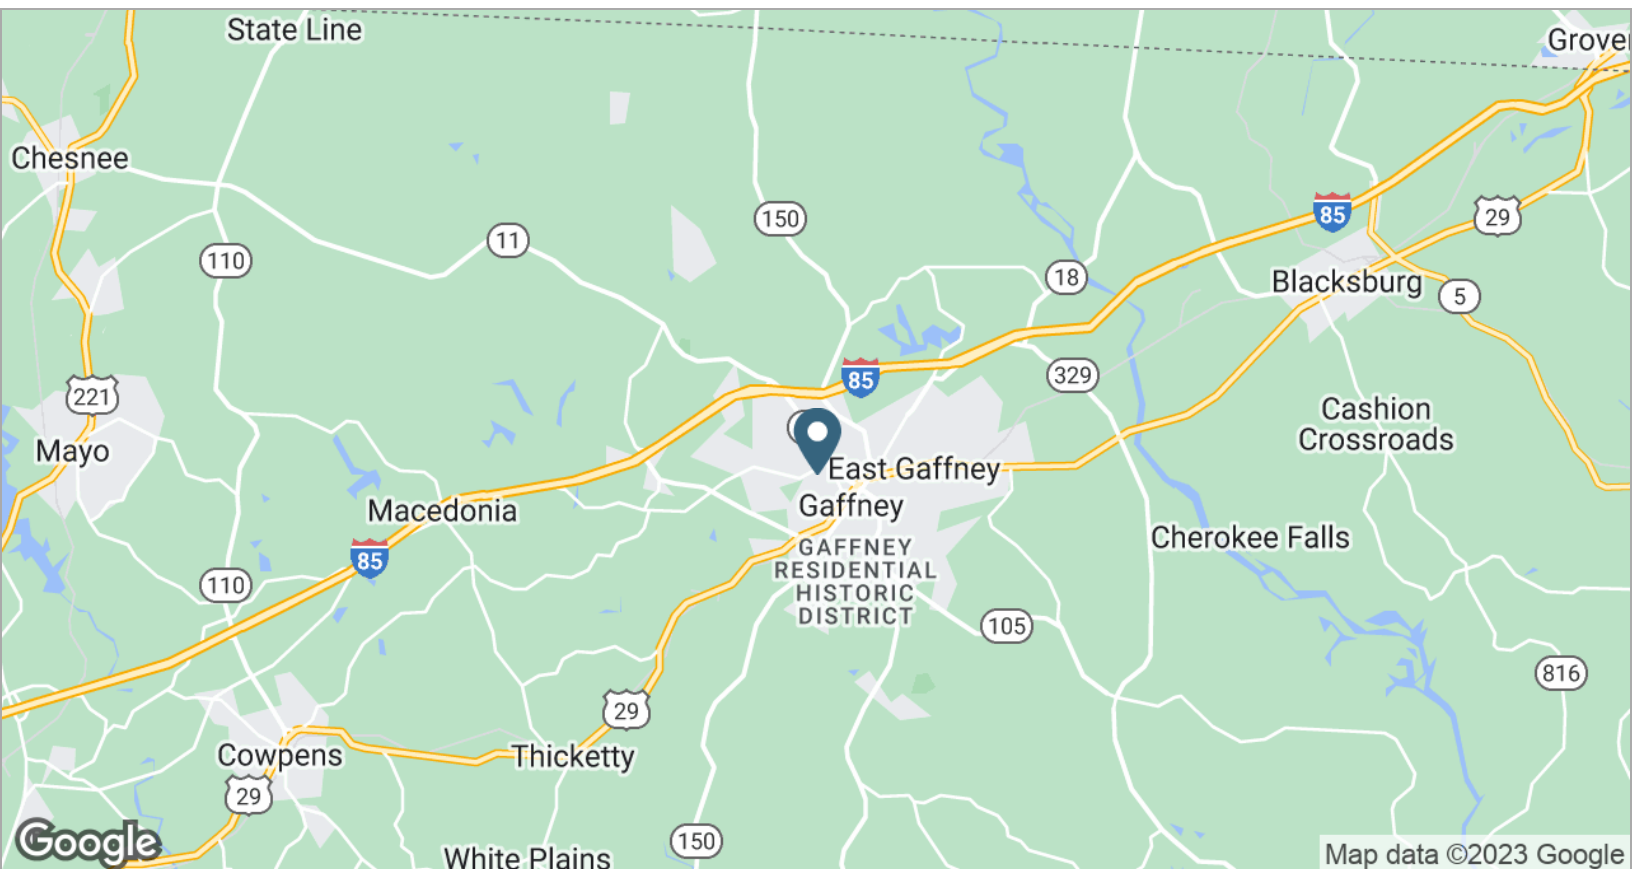 State Line
Grover
Chesnee
150
85
29
11
110
18
Blacksburg
5
85
329
221
Cashion
Crossroads
Mayo
East Gaffney
Gaffney
Macedonia
Cherokee Falls
85
GAFFNEY
RESIDENTIAL
HISTORIC
DISTRICT
110
105
816
29
Cowpens
Thicketty
29
150
Google
White Plains
Map data ©2023 Google